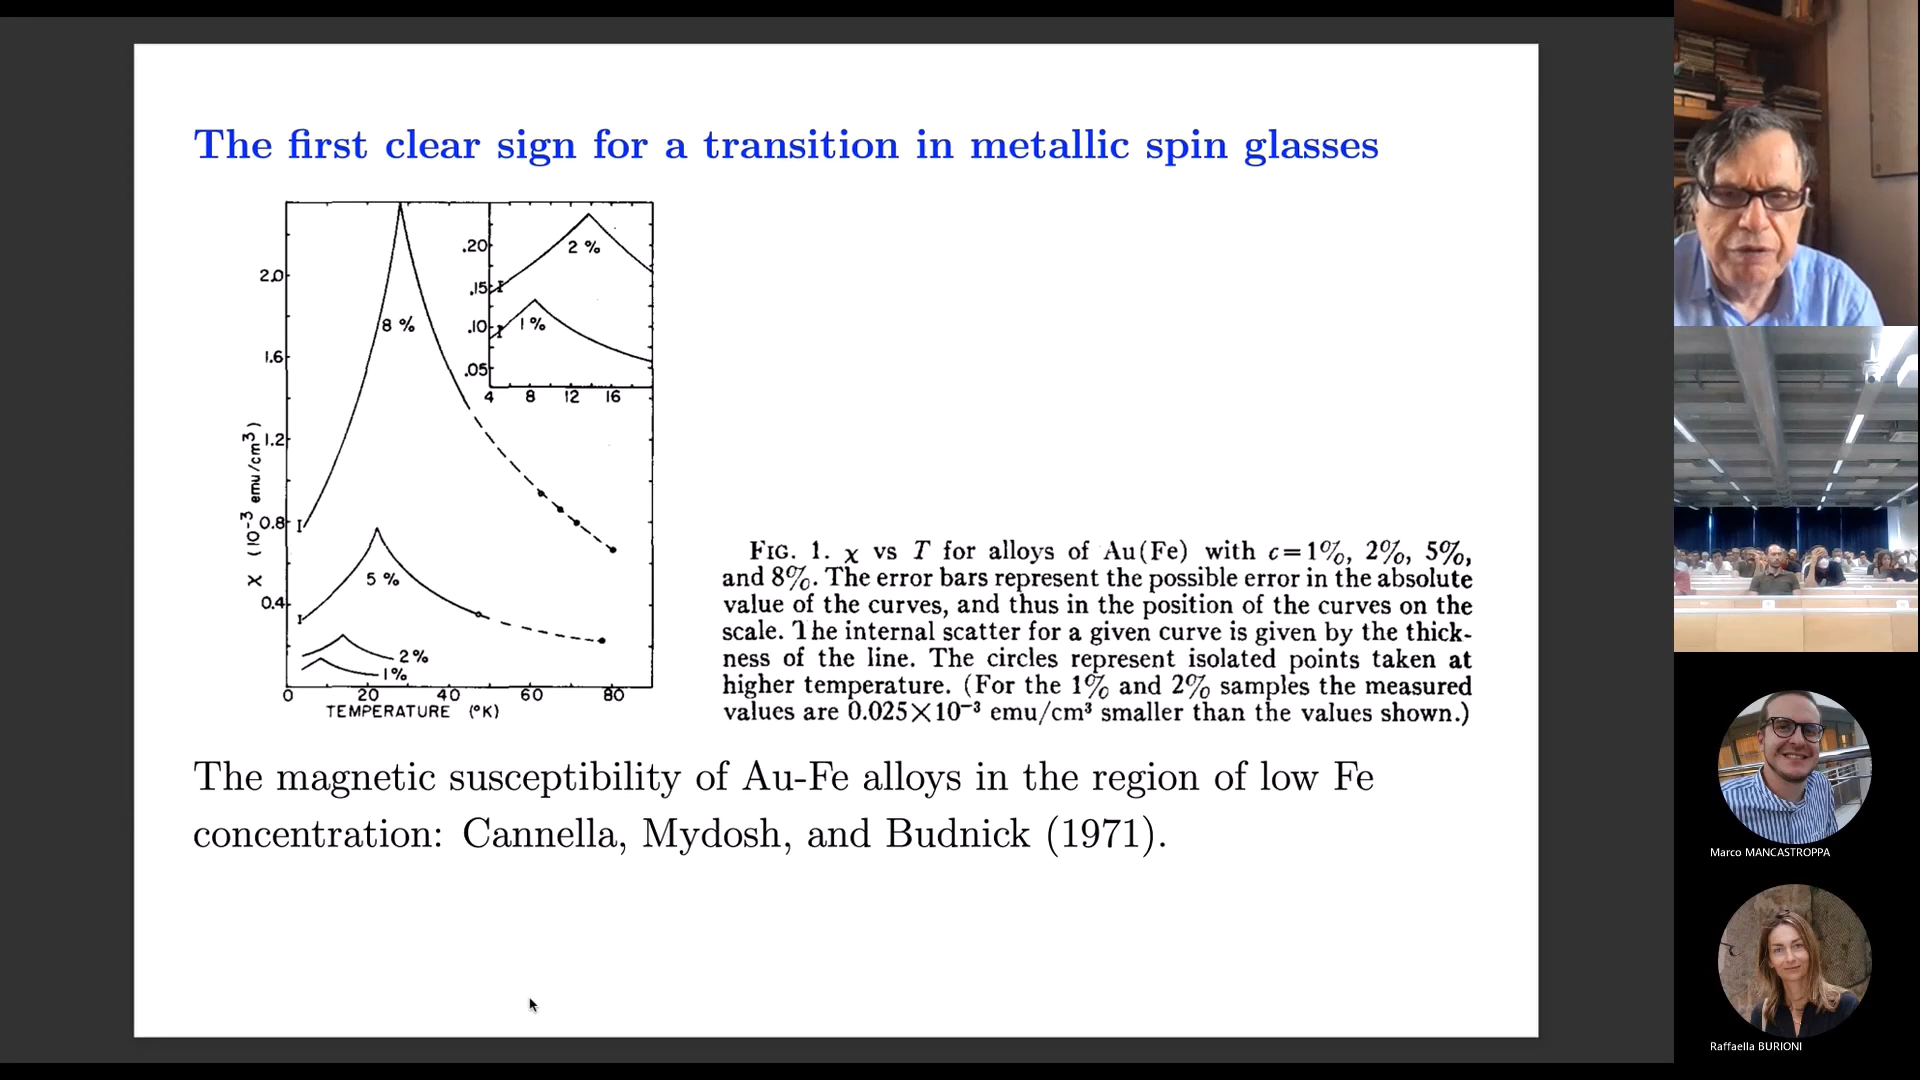 The first clear sign for a transition in metallic spin glasses
2.0
1.6
1.2
0.8
0.4
χ (10⁻³ emu/cm³)
8 %
5 %
2%
1%
0 20 40 60 80
TEMPERATURE (°K)
.20
.15
.10
.05
2 %
1 %
4 8 12 16
FIG. 1. χ vs T for alloys of Au(Fe) with c=1%, 2%, 5%,
and 8%. The error bars represent the possible error in the absolute
value of the curves, and thus in the position of the curves on the
scale. The internal scatter for a given curve is given by the thick-
ness of the line. The circles represent isolated points taken at
higher temperature. (For the 1% and 2% samples the measured
values are 0.025×10⁻³ emu/cm³ smaller than the values shown.)
The magnetic susceptibility of Au-Fe alloys in the region of low Fe
concentration: Cannella, Mydosh, and Budnick (1971).
Marco MANCASTROPPA
Raffaella BURIONI